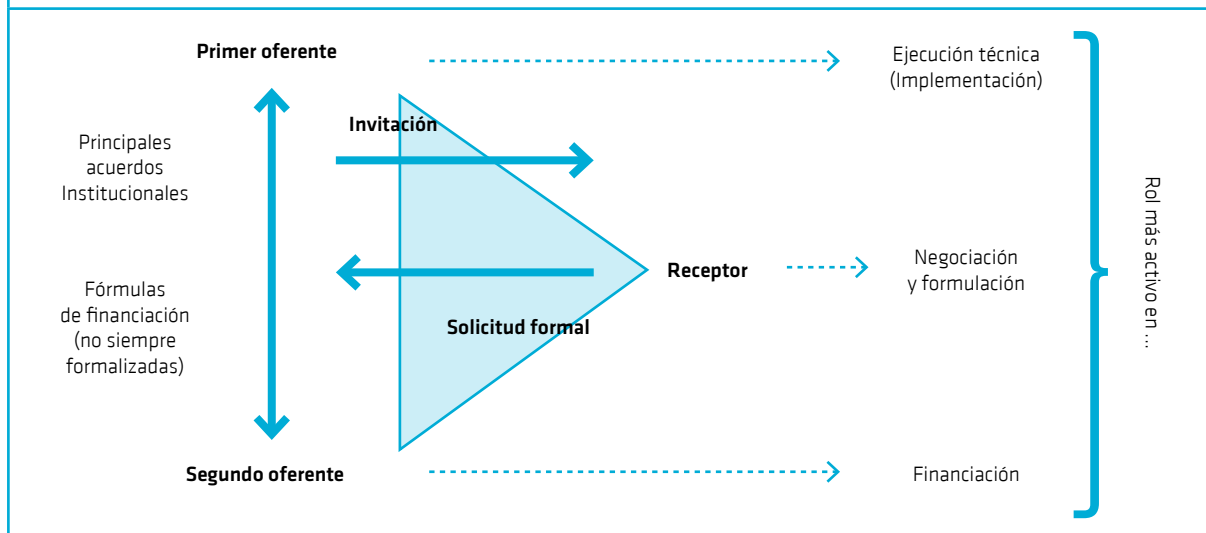 Primer oferente
Ejecución técnica
(Implementación)
Invitación
Principales
acuerdos
Institucionales
Rol más activo en ...
Receptor
Negociación
y formulación
Fórmulas
de financiación
(no siempre
formalizadas)
Solicitud formal
Segundo oferente
Financiación